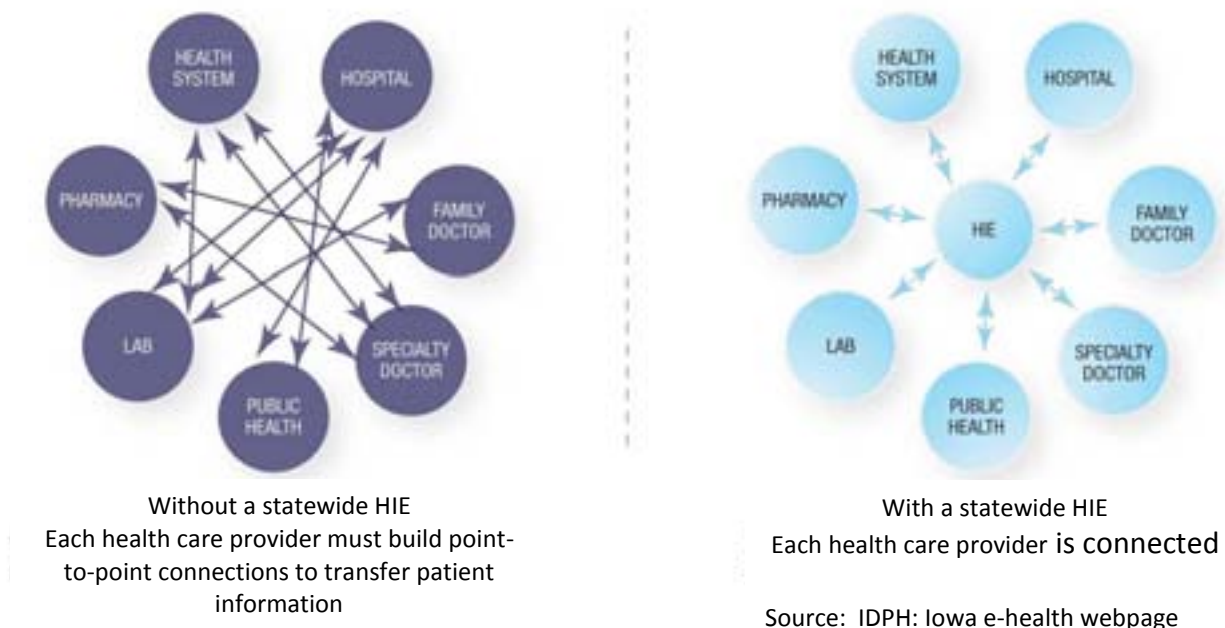 HEALTH
SYSTEM
HOSPITAL
PHARMACY
FAMILY
DOCTOR
LAB
SPECIALTY
DOCTOR
PUBLIC
HEALTH
Without a statewide HIE
Each health care provider must build point-
to-point connections to transfer patient
information
HEALTH
SYSTEM
HOSPITAL
PHARMACY
HIE
FAMILY
DOCTOR
LAB
SPECIALTY
DOCTOR
PUBLIC
HEALTH
With a statewide HIE
Each health care provider is connected
Source:  IDPH: Iowa e-health webpage